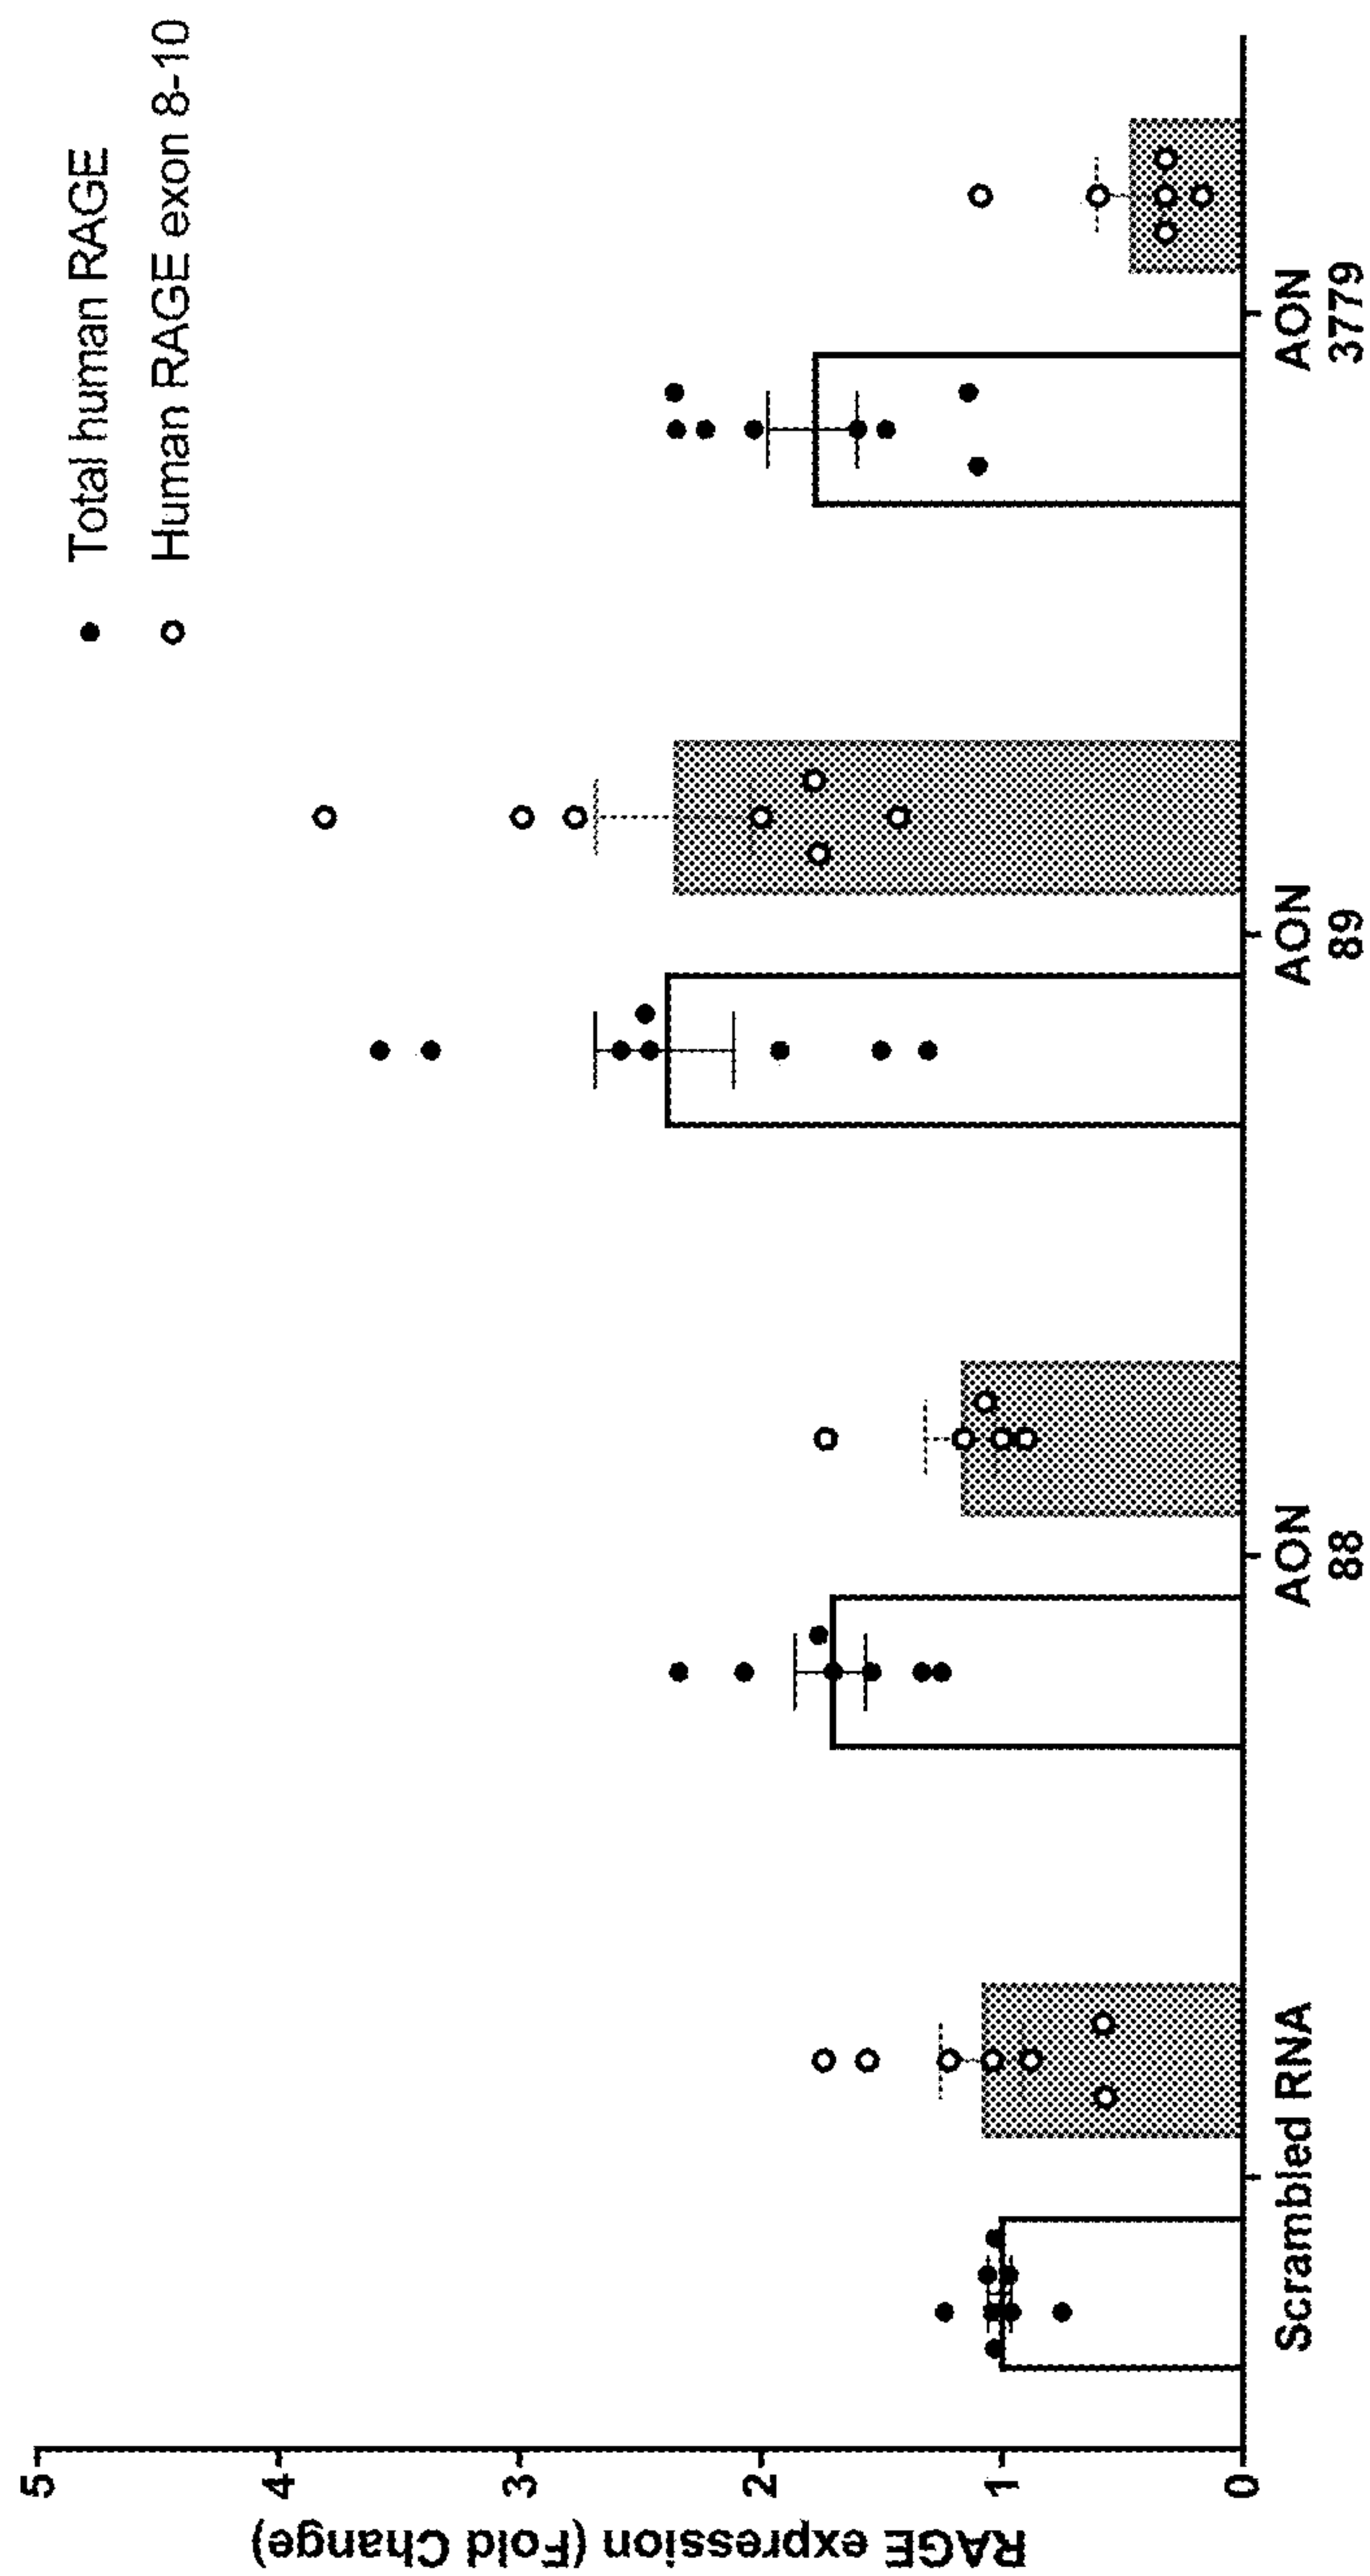 Total human RAGE
Human RAGE exon 8-10
RAGE expression (Fold Change)
5
4
3
2
1
0
Scrambled RNA
AON
88
AON
89
AON
3779